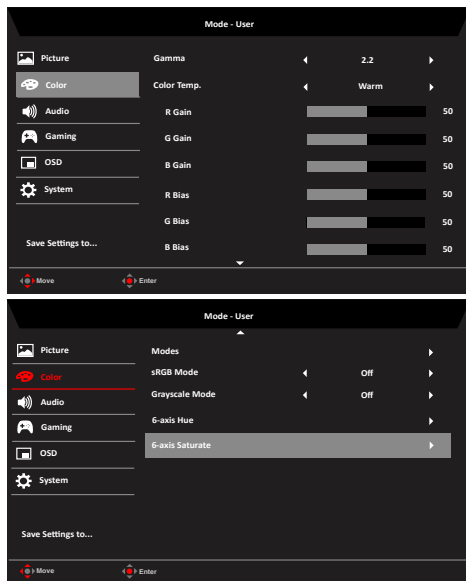 Mode - User
Picture
Gamma 2.2
Color
Color Temp. Warm
Audio
R Gain 50
Gaming
G Gain 50
OSD
B Gain 50
System
R Bias 50
G Bias 50
Save Settings to...
B Bias 50
Move Enter
Mode - User
Picture
Modes
Color
sRGB Mode Off
Audio
Grayscale Mode Off
Gaming
6-axis Hue
OSD
6-axis Saturate
System
Save Settings to...
Move Enter